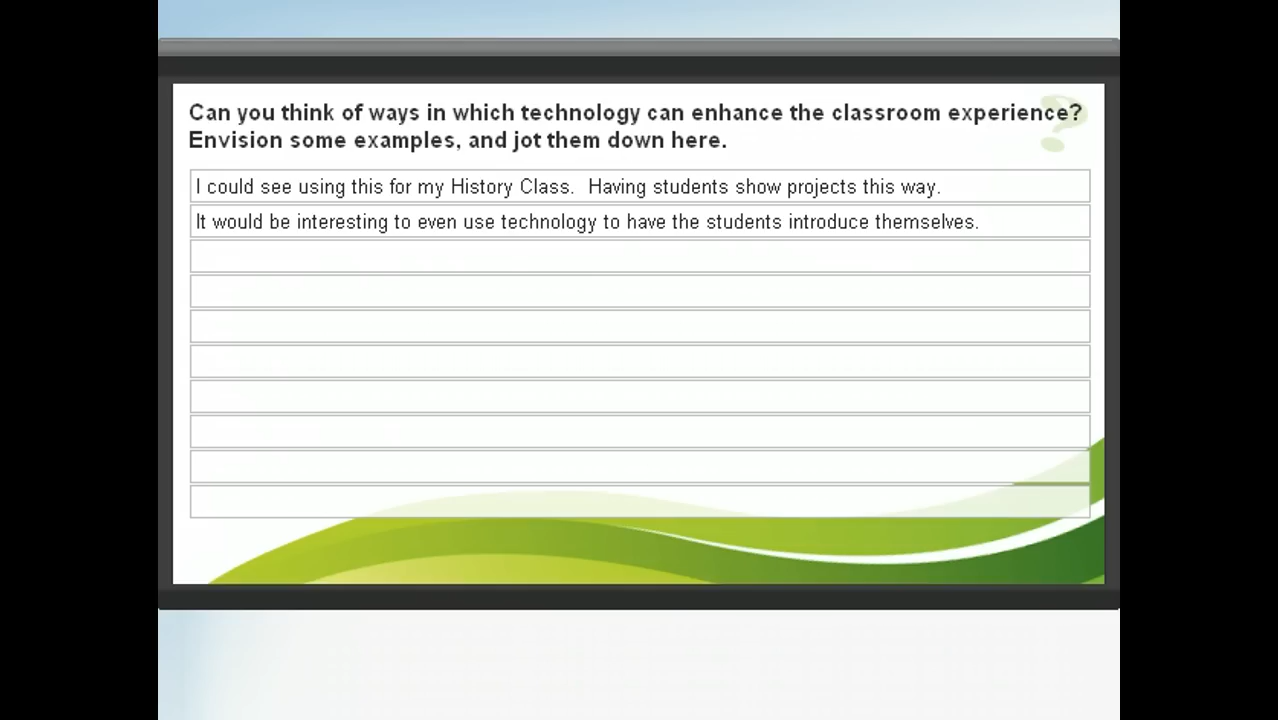 Can you think of ways in which technology can enhance the classroom experience?
Envision some examples, and jot them down here.
I could see using this for my History Class.  Having students show projects this way.
It would be interesting to even use technology to have the students introduce themselves.
?